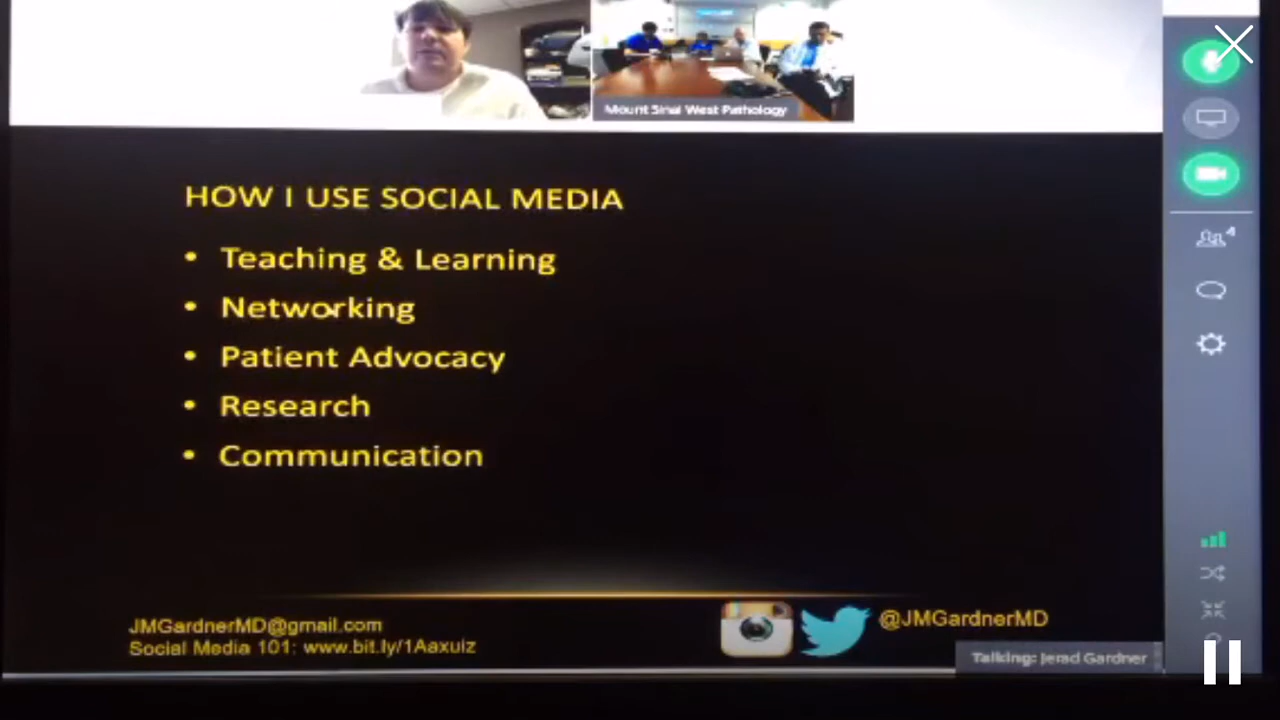 Mount Sinai West Pathology
4
HOW I USE SOCIAL MEDIA
• Teaching & Learning
• Networking
• Patient Advocacy
• Research
• Communication
JMGardnerMD@gmail.com
Social Media 101: www.bit.ly/1Aaxuiz
@JMGardnerMD
Talking: Jerad Gardner